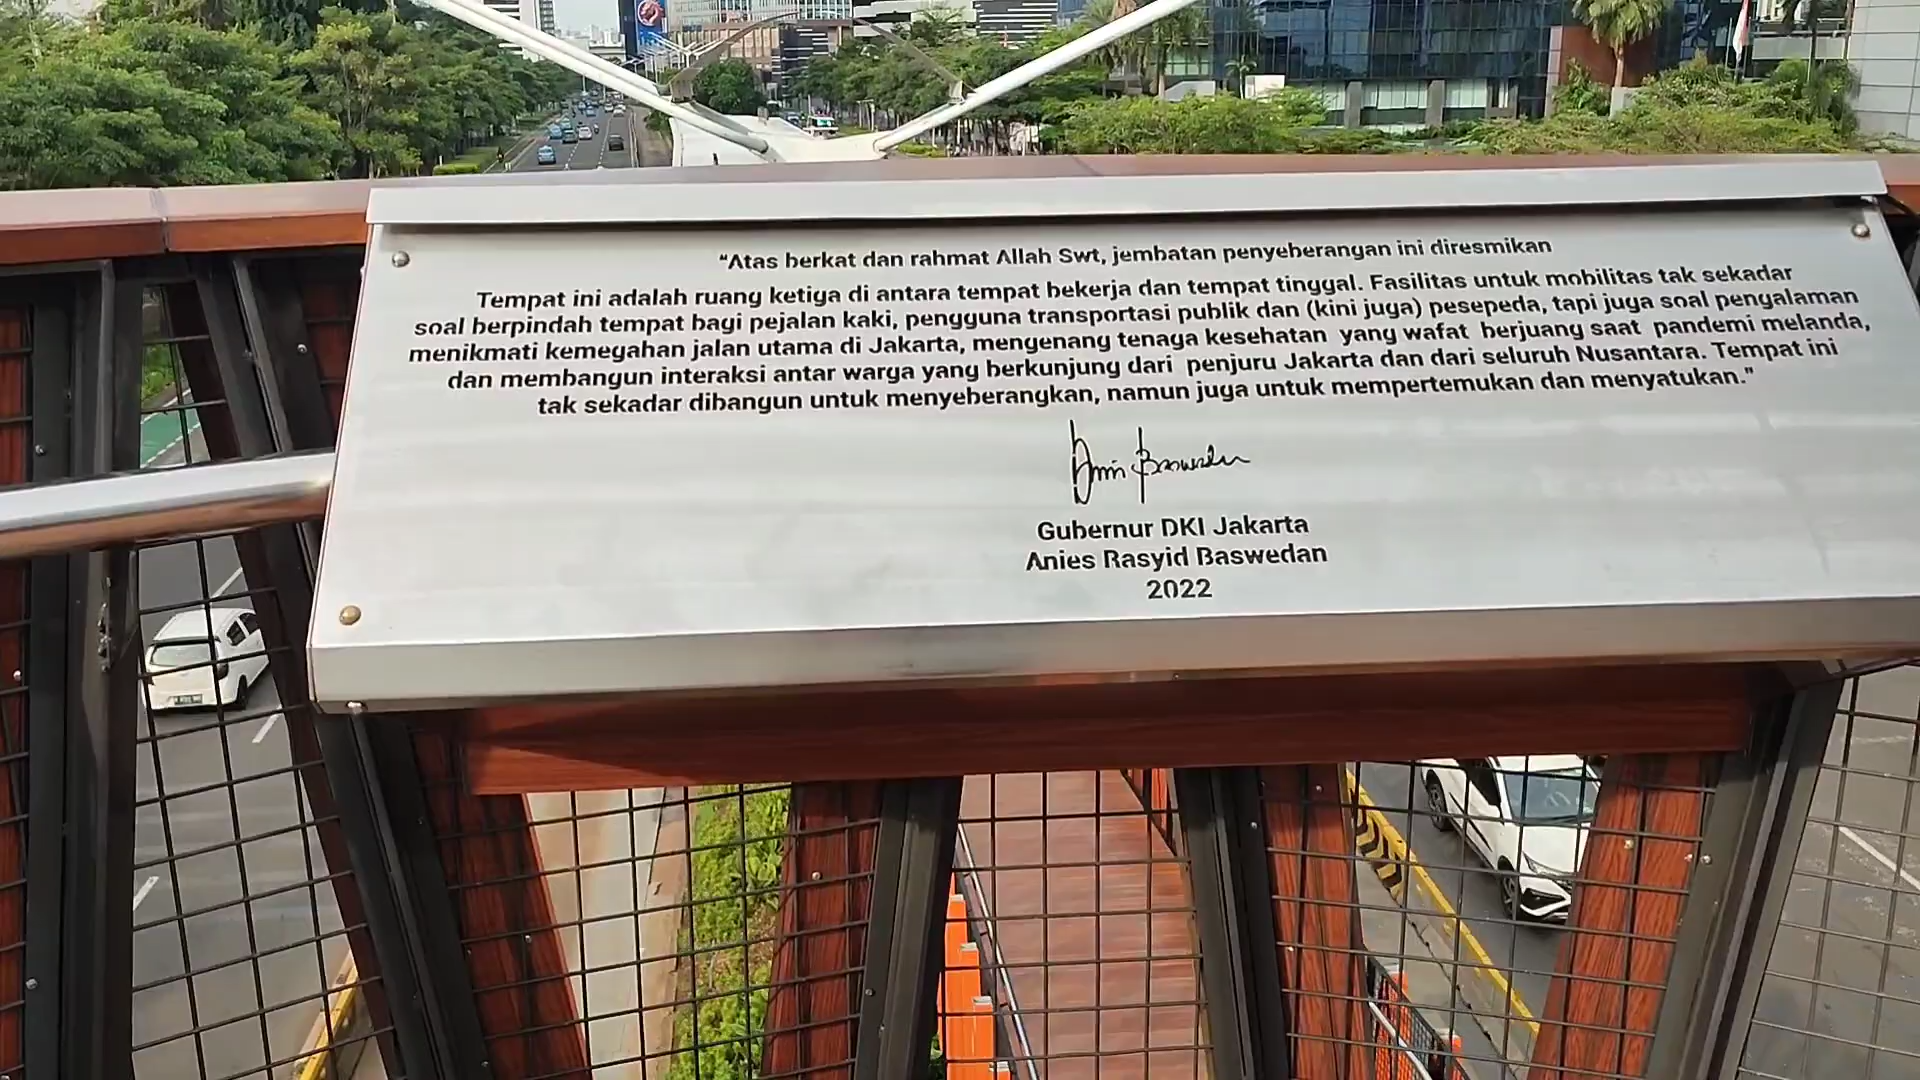 “Atas berkat dan rahmat Allah Swt, jembatan penyeberangan ini diresmikan
Tempat ini adalah ruang ketiga di antara tempat bekerja dan tempat tinggal. Fasilitas untuk mobilitas tak sekadar
soal berpindah tempat bagi pejalan kaki, pengguna transportasi publik dan (kini juga) pesepeda, tapi juga soal pengalaman
menikmati kemegahan jalan utama di Jakarta, mengenang tenaga kesehatan yang wafat berjuang saat pandemi melanda,
dan membangun interaksi antar warga yang berkunjung dari penjuru Jakarta dan dari seluruh Nusantara. Tempat ini
tak sekadar dibangun untuk menyeberangkan, namun juga untuk mempertemukan dan menyatukan.”
Gubernur DKI Jakarta
Anies Rasyid Baswedan
2022